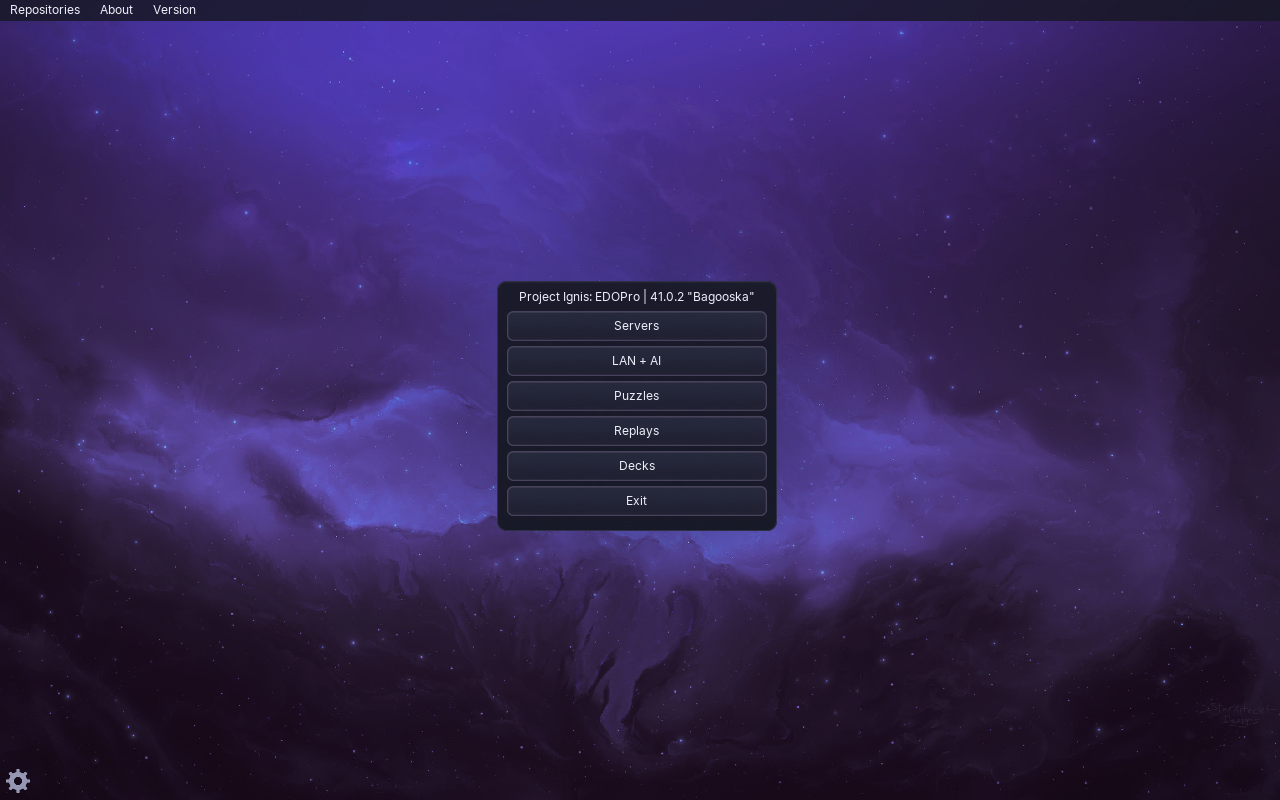 Repositories About Version
Project Ignis: EDOPro | 41.0.2 "Bagooska"
Servers
LAN + AI
Puzzles
Replays
Decks
Exit